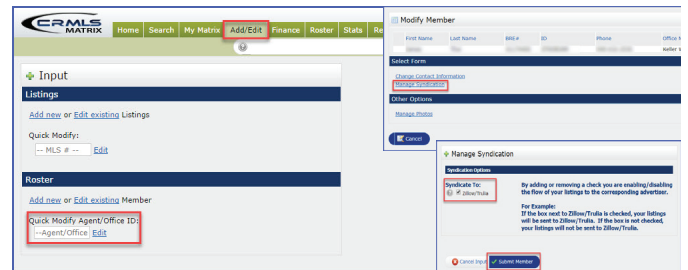 CRMLS
MATRIX
Home Search My Matrix Add/Edit Finance Roster Stats Re
Input
Listings
Add new or Edit existing Listings
Quick Modify:
-- MLS # -- Edit
Roster
Add new or Edit existing Member
Quick Modify Agent/Office ID:
--Agent/Office Edit
Modify Member
First Name Last Name BRE# ID Phone Office N
Keller W
Select Form
Change Contact Information
Manage Syndication
Other Options
Manage Photos
Cancel
Manage Syndication
Syndication Options
Syndicate To:
Zillow/Trulia
By adding or removing a check you are enabling/disabling
the flow of your listings to the corresponding advertiser.
For Example:
If the box next to Zillow/Trulia is checked, your listings
will be sent to Zillow/Trulia. If the box is not checked,
your listings will not be sent to Zillow/Trulia.
Cancel Input Submit Member